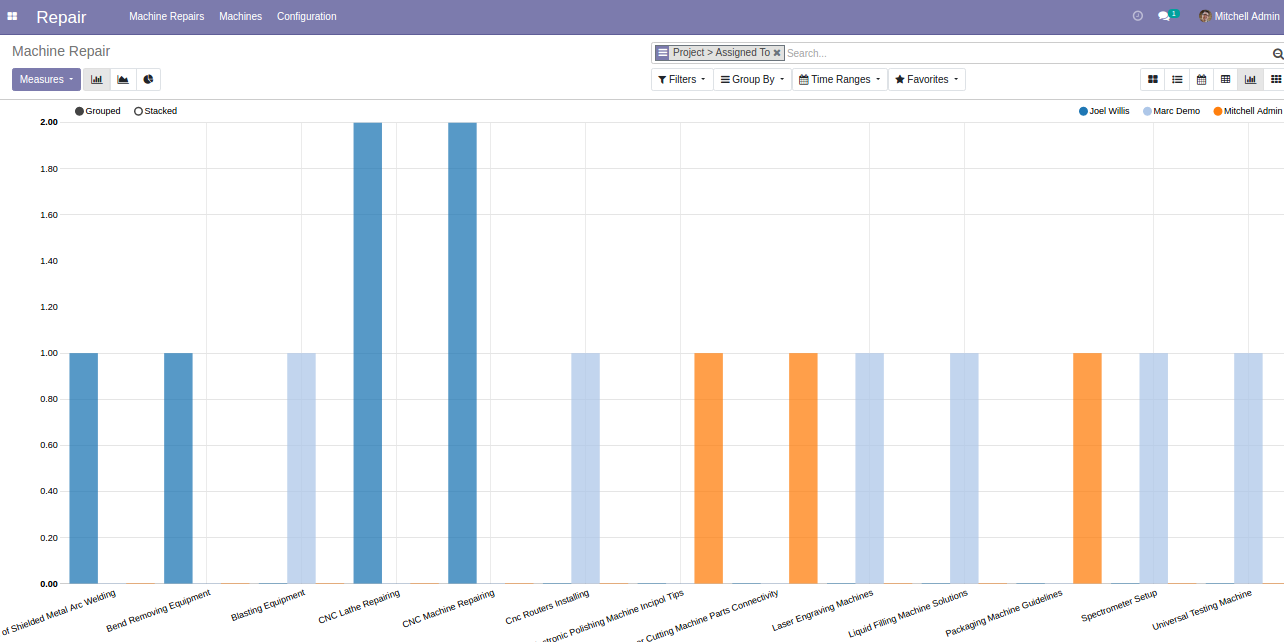 Repair Machine Repairs Machines Configuration 1 Mitchell Admin
Machine Repair
Project > Assigned To Search...
Measures Filters Group By Time Ranges Favorites
Grouped Stacked Joel Willis Marc Demo Mitchell Admin
2.00
1.80
1.60
1.40
1.20
1.00
0.80
0.60
0.40
0.20
0.00
of Shielded Metal Arc Welding
Bend Removing Equipment
Blasting Equipment
CNC Lathe Repairing
CNC Machine Repairing
Cnc Routers Installing
Polishing Machine Incipol Tips
Cutting Machine Parts Connectivity
Laser Engraving Machines
Liquid Filling Machine Solutions
Packaging Machine Guidelines
Spectrometer Setup
Universal Testing Machine